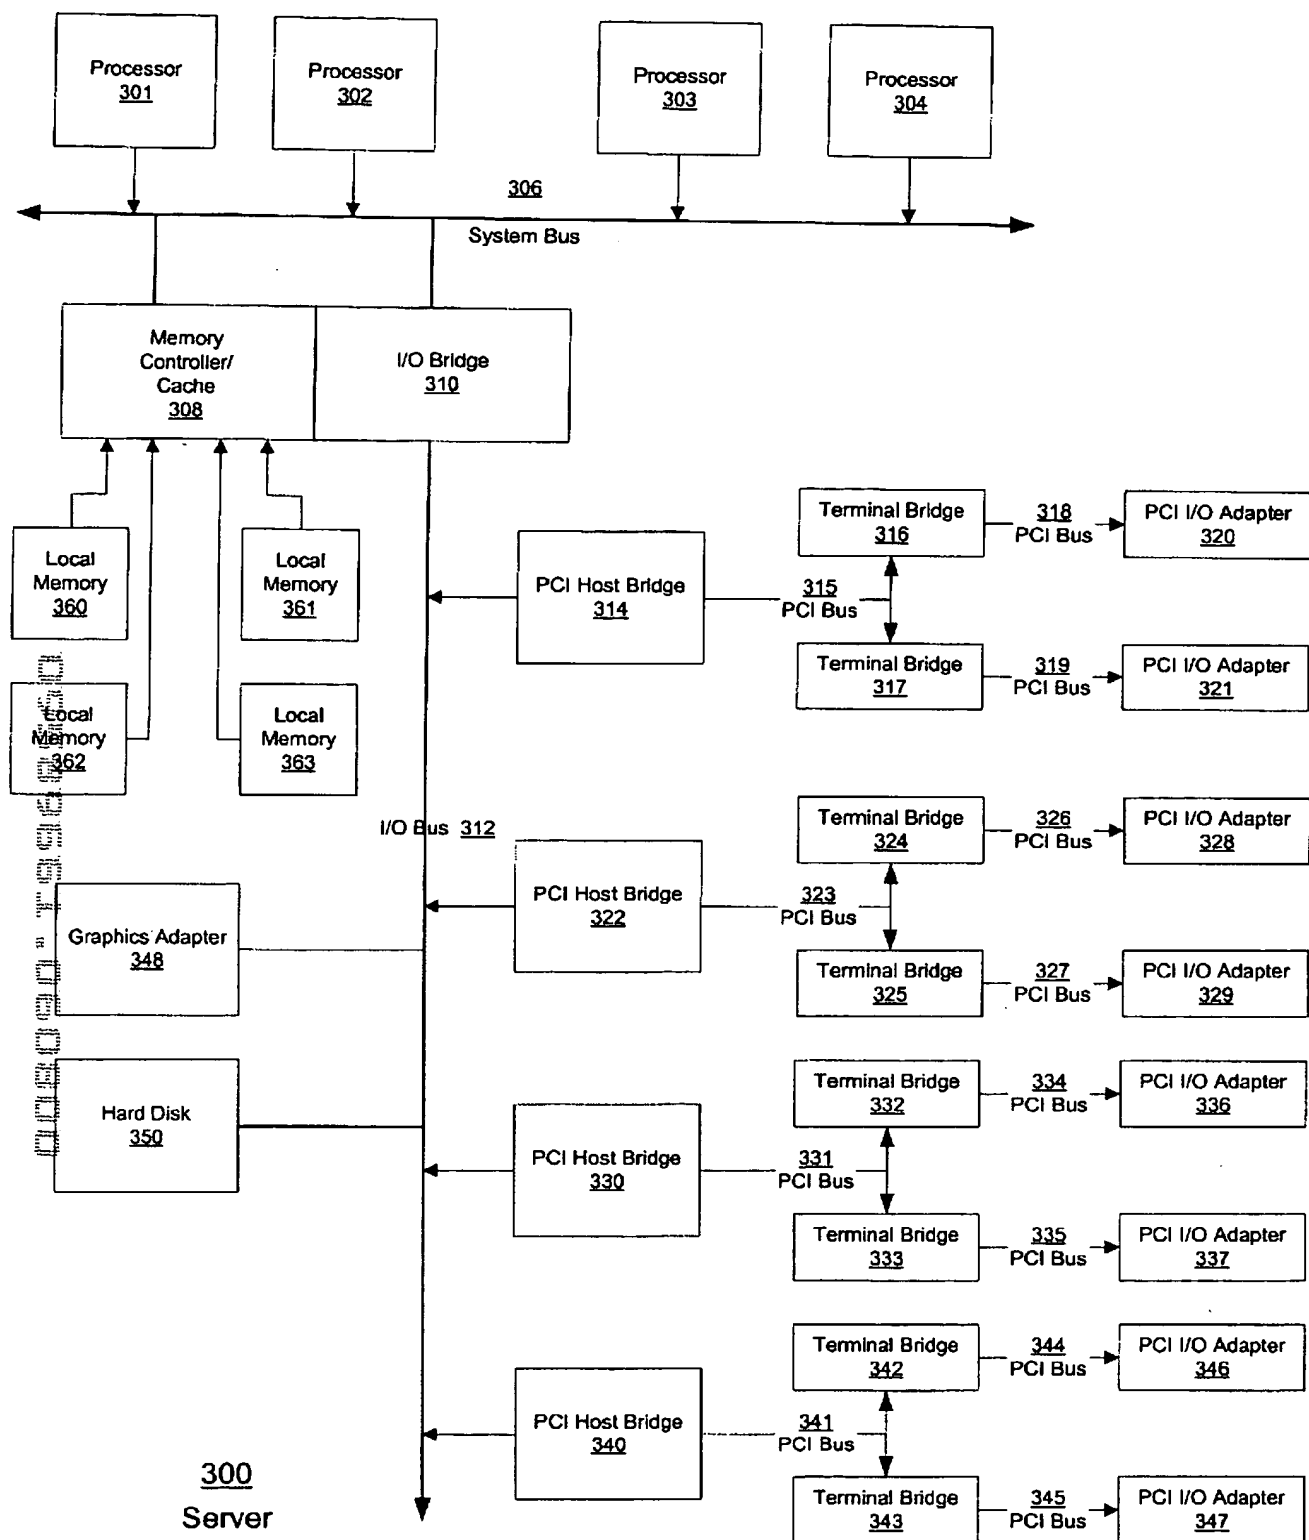 Processor
301
Processor
302
Processor
303
Processor
304
306
System Bus
Memory
Controller/
Cache
308
I/O Bridge
310
Local
Memory
360
Local
Memory
361
Local
Memory
362
Local
Memory
363
I/O Bus 312
Graphics Adapter
348
Hard Disk
350
PCI Host Bridge
314
315
PCI Bus
Terminal Bridge
316
318
PCI Bus
PCI I/O Adapter
320
Terminal Bridge
317
319
PCI Bus
PCI I/O Adapter
321
PCI Host Bridge
322
323
PCI Bus
Terminal Bridge
324
326
PCI Bus
PCI I/O Adapter
328
Terminal Bridge
325
327
PCI Bus
PCI I/O Adapter
329
PCI Host Bridge
330
331
PCI Bus
Terminal Bridge
332
334
PCI Bus
PCI I/O Adapter
336
Terminal Bridge
333
335
PCI Bus
PCI I/O Adapter
337
PCI Host Bridge
340
341
PCI Bus
Terminal Bridge
342
344
PCI Bus
PCI I/O Adapter
346
Terminal Bridge
343
345
PCI Bus
PCI I/O Adapter
347
300
Server